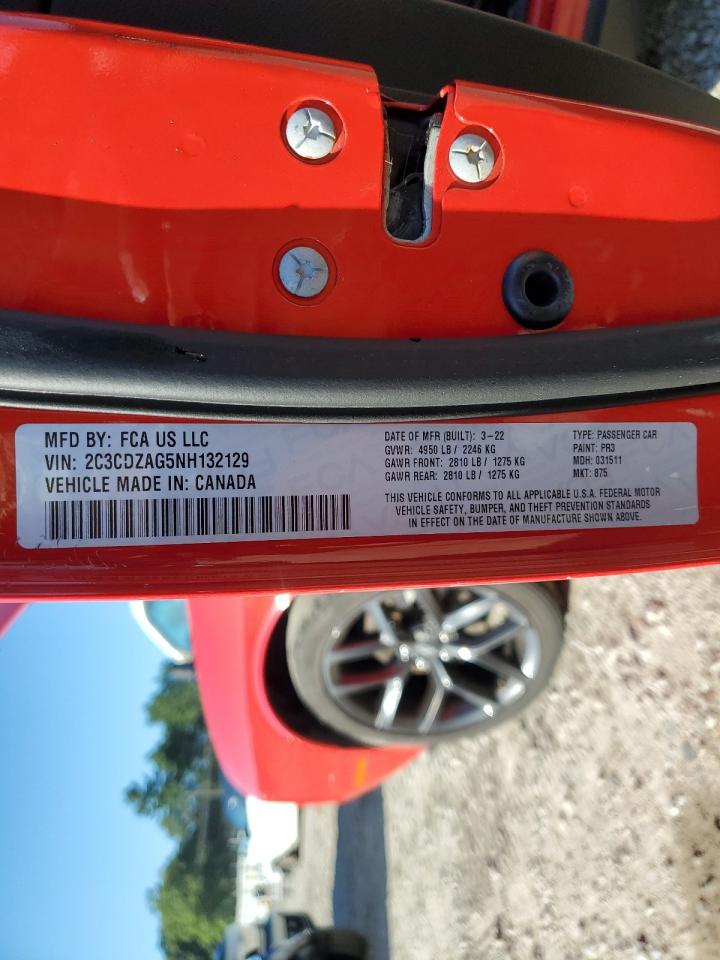 MFD BY: FCA US LLC
VIN: 2C3CDZAG5NH132129
VEHICLE MADE IN: CANADA
DATE OF MFR (BUILT): 3-22
GVWR: 4950 LB / 2246 KG
GAWR FRONT: 2810 LB / 1275 KG
GAWR REAR: 2810 LB / 1275 KG
TYPE: PASSENGER CAR
PAINT: PR3
MDH: 031511
MKT: 875
THIS VEHICLE CONFORMS TO ALL APPLICABLE U.S.A. FEDERAL MOTOR
VEHICLE SAFETY, BUMPER, AND THEFT PREVENTION STANDARDS
IN EFFECT ON THE DATE OF MANUFACTURE SHOWN ABOVE.